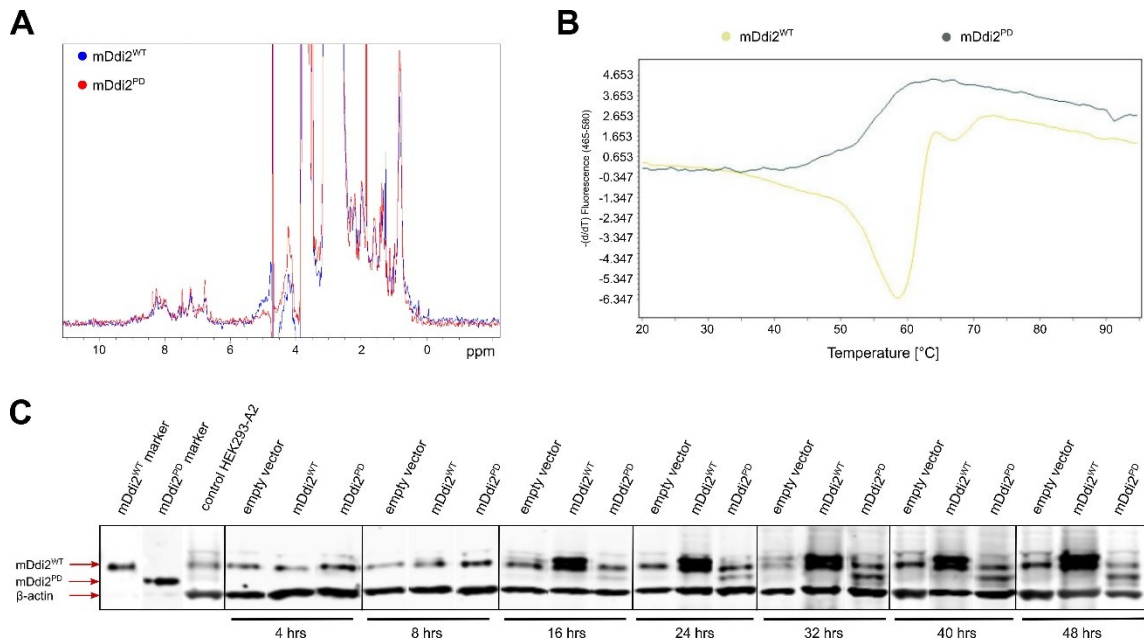 A
mDdi2WT
mDdi2PD
10 8 6 4 2 0 ppm
B
mDdi2WT mDdi2PD
-(d/dT) Fluorescence (465-580)
4.653
3.653
2.653
1.653
0.653
-0.347
-1.347
-2.347
-3.347
-4.347
-5.347
-6.347
20 30 40 50 60 70 80 90
Temperature [°C]
C
mDdi2WT marker
mDdi2PD marker
control HEK293-A2
empty vector
mDdi2WT
mDdi2PD
empty vector
mDdi2WT
mDdi2PD
empty vector
mDdi2WT
mDdi2PD
empty vector
mDdi2WT
mDdi2PD
empty vector
mDdi2WT
mDdi2PD
empty vector
mDdi2WT
mDdi2PD
empty vector
mDdi2WT
mDdi2PD
mDdi2WT
mDdi2PD
β-actin
4 hrs 8 hrs 16 hrs 24 hrs 32 hrs 40 hrs 48 hrs